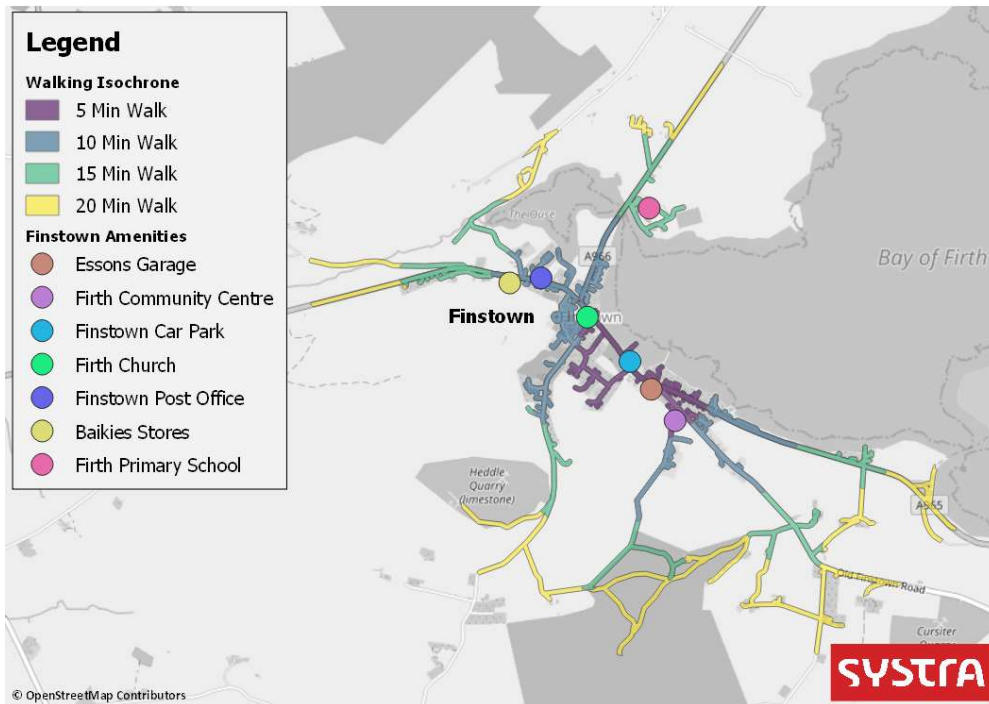 Legend
Walking Isochrone
5 Min Walk
10 Min Walk
15 Min Walk
20 Min Walk
Finstown Amenities
Essons Garage
Firth Community Centre
Finstown Car Park
Firth Church
Finstown Post Office
Baikies Stores
Firth Primary School
The Ouse
A966
Bay of Firth
Finstown
Heddle
Quarry
(limestone)
A965
Old Finstown Road
Cursiter
SYSTRA
© OpenStreetMap Contributors